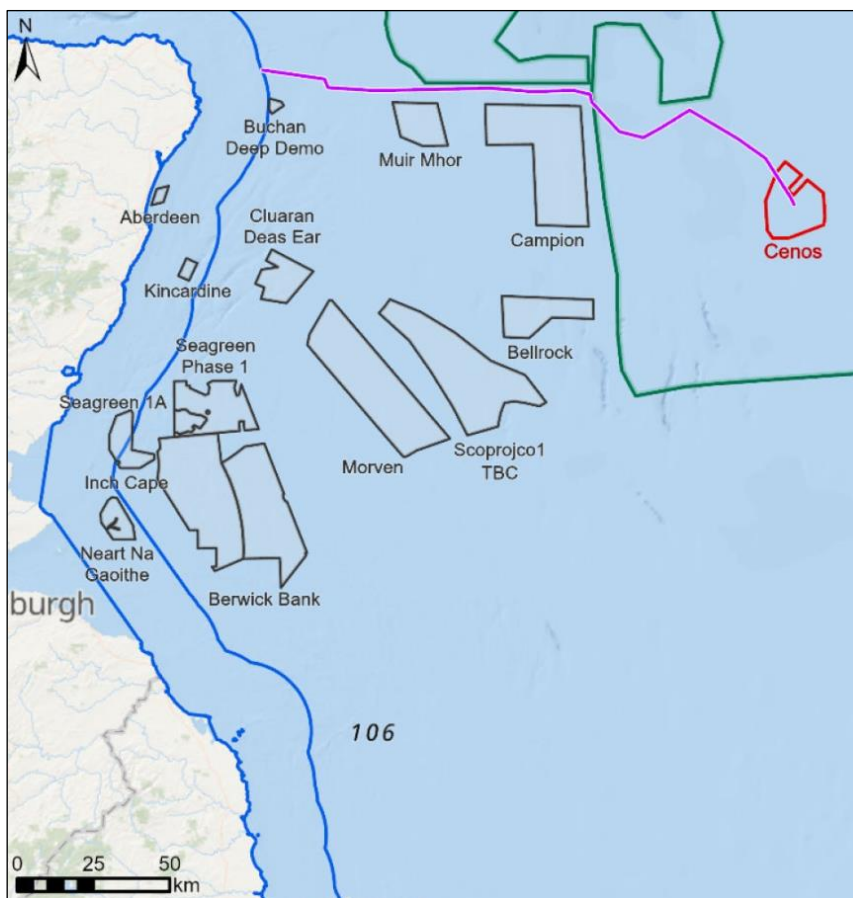 N
Buchan
Deep Demo
Muir Mhor
Aberdeen
Cluaran
Deas Ear
Campion
Cenos
Kincardine
Seagreen
Phase 1
Bellrock
Seagreen 1A
Morven
Scoprojco1
TBC
Inch Cape
Neart Na
Gaoithe
Berwick Bank
burgh
106
0 25 50
km